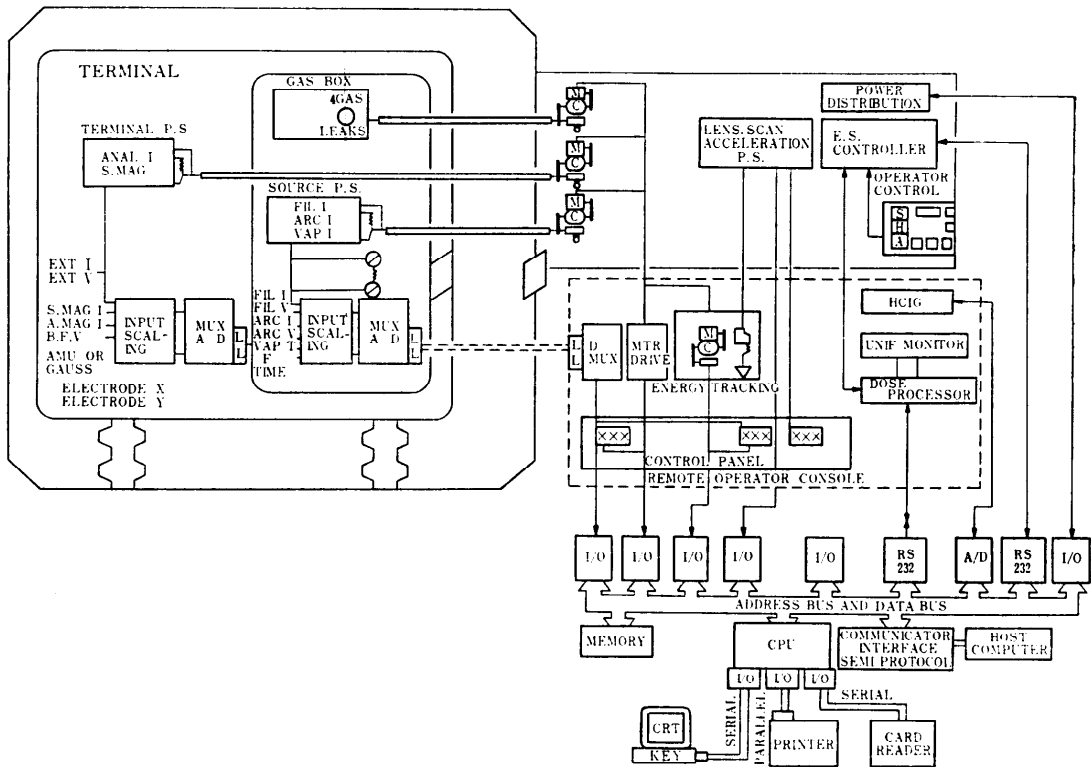 TERMINAL
GAS BOX
4GAS
LEAKS
TERMINAL P.S
ANAL I
S.MAG
SOURCE P.S.
FIL I
ARC I
VAP I
EXT I
EXT V
S.MAG I
A.MAG I
B.F.V
AMU OR
GAUSS
ELECTRODE X
ELECTRODE Y
INPUT
SCAL-
ING
MUX
A D
L
L
FIL I
FIL V
ARC I
ARC V
VAP T
F
TIME
INPUT
SCAL-
ING
MUX
A D
L
L
M
C
M
C
M
C
LENS. SCAN
ACCELERATION
P.S.
POWER
DISTRIBUTION
E.S.
CONTROLLER
OPERATOR
CONTROL
S
H
A
L
L
D
MUX
MTR
DRIVE
M
C
ENERGY TRACKING
HCIG
UNIF MONITOR
DOSE
PROCESSOR
×××
×××
×××
CONTROL PANEL
REMOTE OPERATOR CONSOLE
I/O
I/O
I/O
I/O
I/O
RS
232
A/D
RS
232
I/O
ADDRESS BUS AND DATA BUS
MEMORY
CPU
COMMUNICATOR
INTERFACE
SEMI PROTOCOL
HOST
COMPUTER
I/O
I/O
I/O
SERIAL
PARALLEL
SERIAL
CRT
KEY
PRINTER
CARD
READER